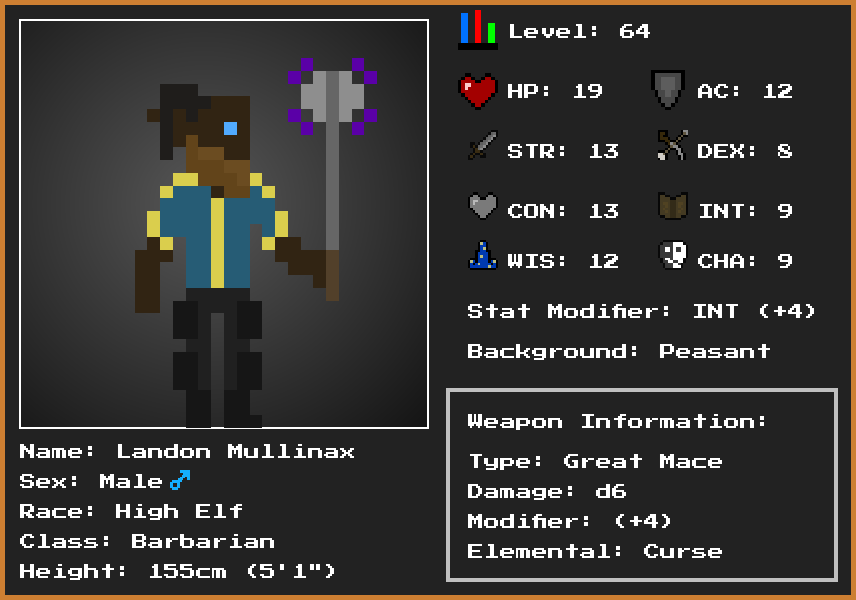 Level: 64
HP: 19
AC: 12
STR: 13
DEX: 8
CON: 13
INT: 9
WIS: 12
CHA: 9
Stat Modifier: INT (+4)
Background: Peasant
Weapon Information:
Type: Great Mace
Damage: d6
Modifier: (+4)
Elemental: Curse
Name: Landon Mullinax
Sex: Male♂
Race: High Elf
Class: Barbarian
Height: 155cm (5'1")